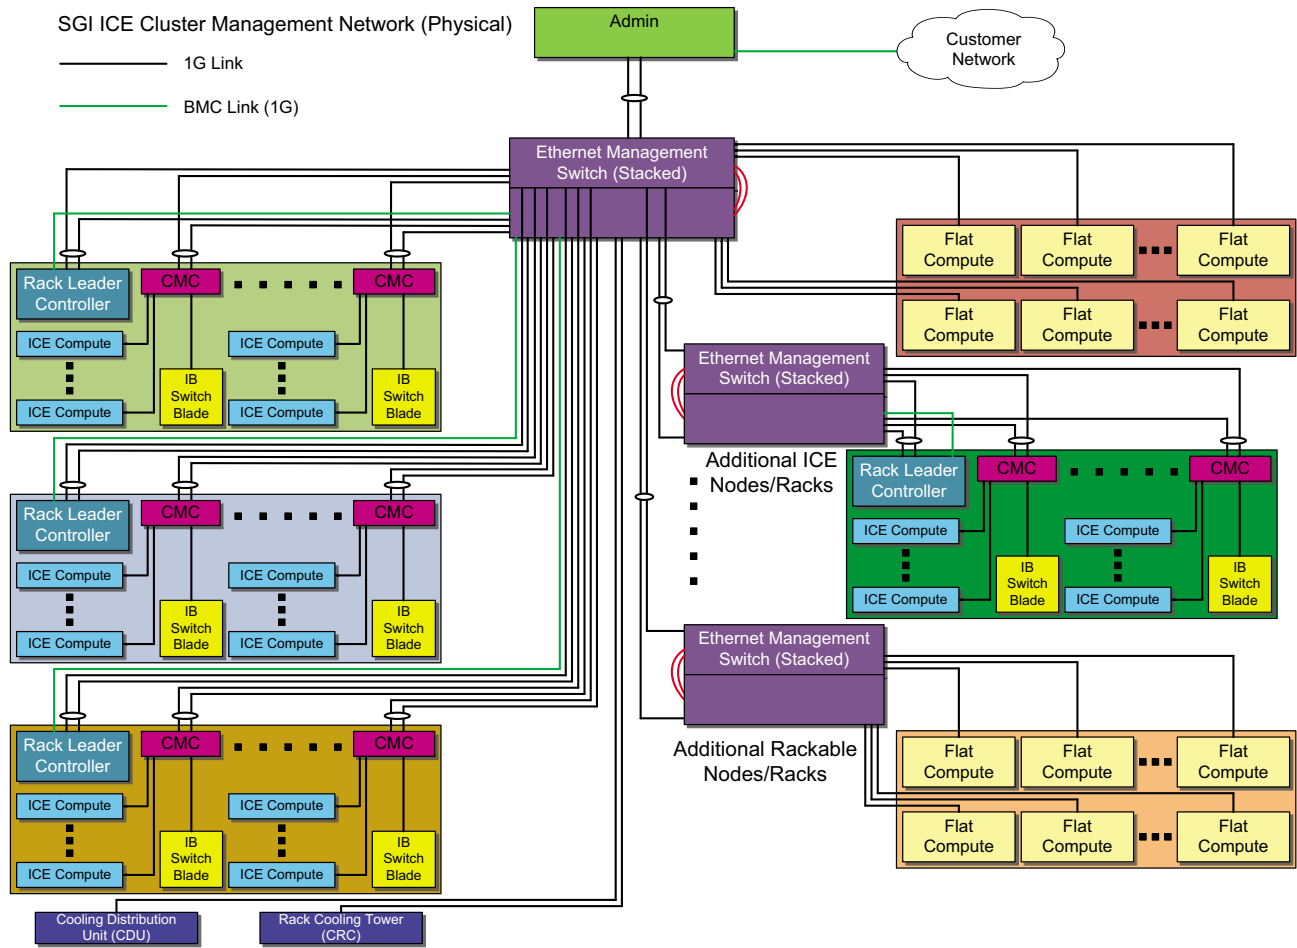 SGI ICE Cluster Management Network (Physical)
1G Link
BMC Link (1G)
Admin
Customer
Network
Ethernet Management
Switch (Stacked)
Rack Leader
Controller
CMC
CMC
ICE Compute
ICE Compute
IB
Switch
Blade
IB
Switch
Blade
ICE Compute
ICE Compute
Flat
Compute
Flat
Compute
Flat
Compute
Flat
Compute
Flat
Compute
Flat
Compute
Ethernet Management
Switch (Stacked)
Additional ICE
Nodes/Racks
Rack Leader
Controller
CMC
CMC
ICE Compute
ICE Compute
IB
Switch
Blade
IB
Switch
Blade
ICE Compute
ICE Compute
Rack Leader
Controller
CMC
CMC
ICE Compute
ICE Compute
IB
Switch
Blade
IB
Switch
Blade
ICE Compute
ICE Compute
Ethernet Management
Switch (Stacked)
Additional Rackable
Nodes/Racks
Rack Leader
Controller
CMC
CMC
ICE Compute
ICE Compute
IB
Switch
Blade
IB
Switch
Blade
ICE Compute
ICE Compute
Flat
Compute
Flat
Compute
Flat
Compute
Flat
Compute
Flat
Compute
Flat
Compute
Cooling Distribution
Unit (CDU)
Rack Cooling Tower
(CRC)